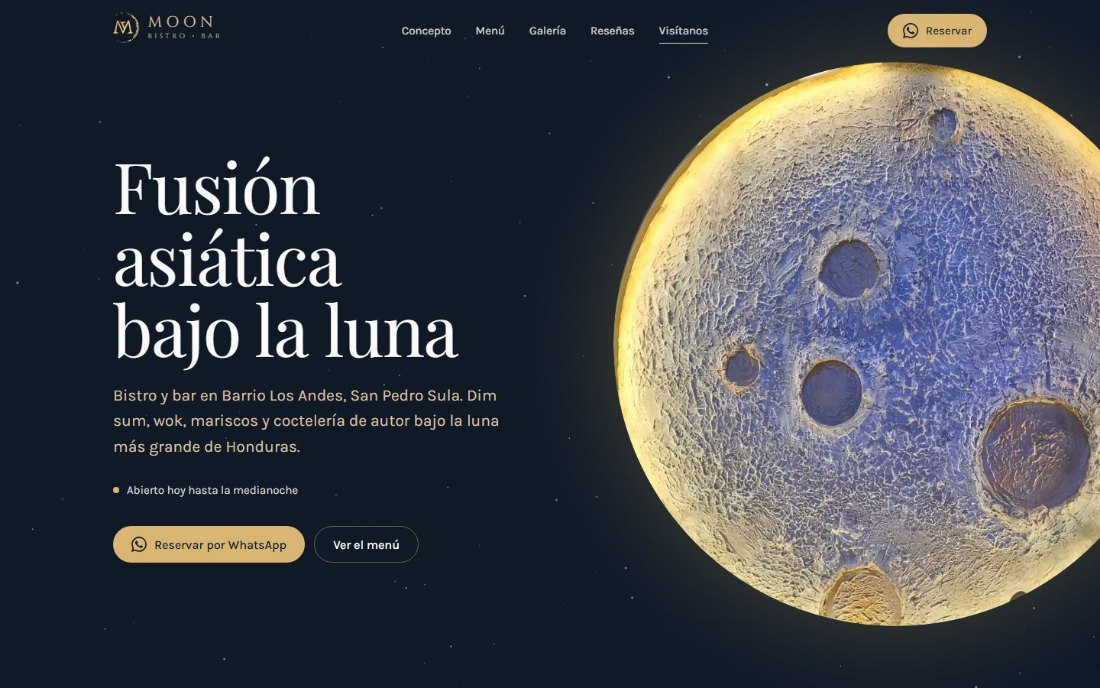 MOON
BISTRO • BAR
Concepto
Menú
Galería
Reseñas
Visítanos
Reservar
Fusión
asiática
bajo la luna
Bistro y bar en Barrio Los Andes, San Pedro Sula. Dim
sum, wok, mariscos y coctelería de autor bajo la luna
más grande de Honduras.
Abierto hoy hasta la medianoche
Reservar por WhatsApp
Ver el menú